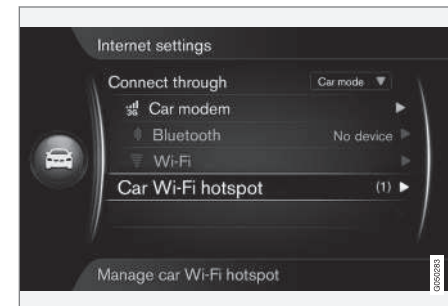 Internet settings
Connect through Car mode
3G Car modem
Bluetooth No device
Wi-Fi
Car Wi-Fi hotspot (1)
Manage car Wi-Fi hotspot
G050283